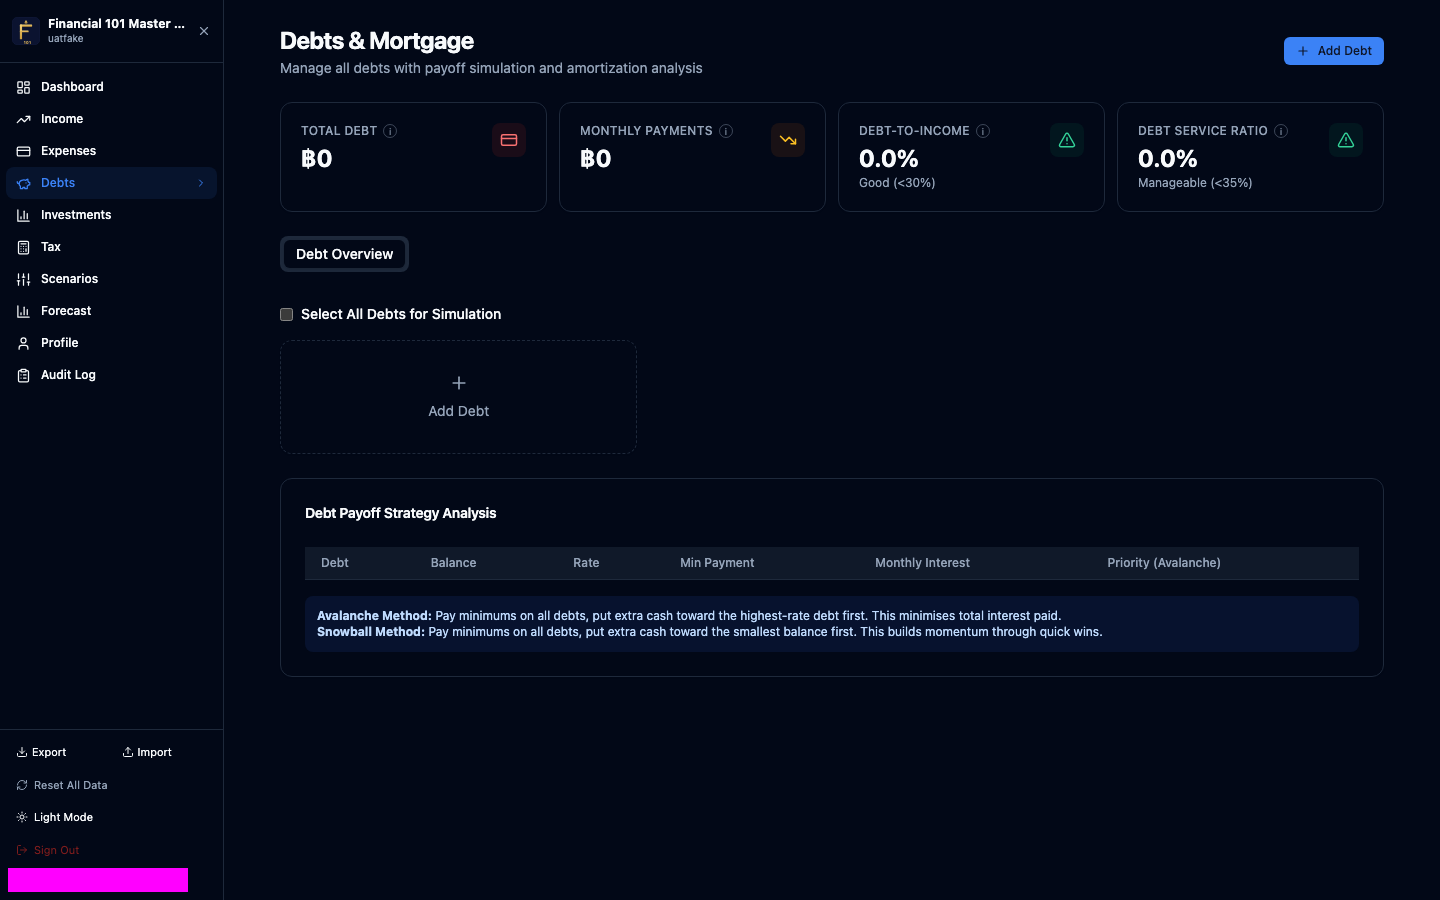 Financial 101 Master ...
uatfake
Dashboard
Income
Expenses
Debts
Investments
Tax
Scenarios
Forecast
Profile
Audit Log
Export
Import
Reset All Data
Light Mode
Sign Out
Debts & Mortgage
Manage all debts with payoff simulation and amortization analysis
Add Debt
TOTAL DEBT
฿0
MONTHLY PAYMENTS
฿0
DEBT-TO-INCOME
0.0%
Good (<30%)
DEBT SERVICE RATIO
0.0%
Manageable (<35%)
Debt Overview
Select All Debts for Simulation
Add Debt
Debt Payoff Strategy Analysis
Debt Balance Rate Min Payment Monthly Interest Priority (Avalanche)
Avalanche Method: Pay minimums on all debts, put extra cash toward the highest-rate debt first. This minimises total interest paid.
Snowball Method: Pay minimums on all debts, put extra cash toward the smallest balance first. This builds momentum through quick wins.